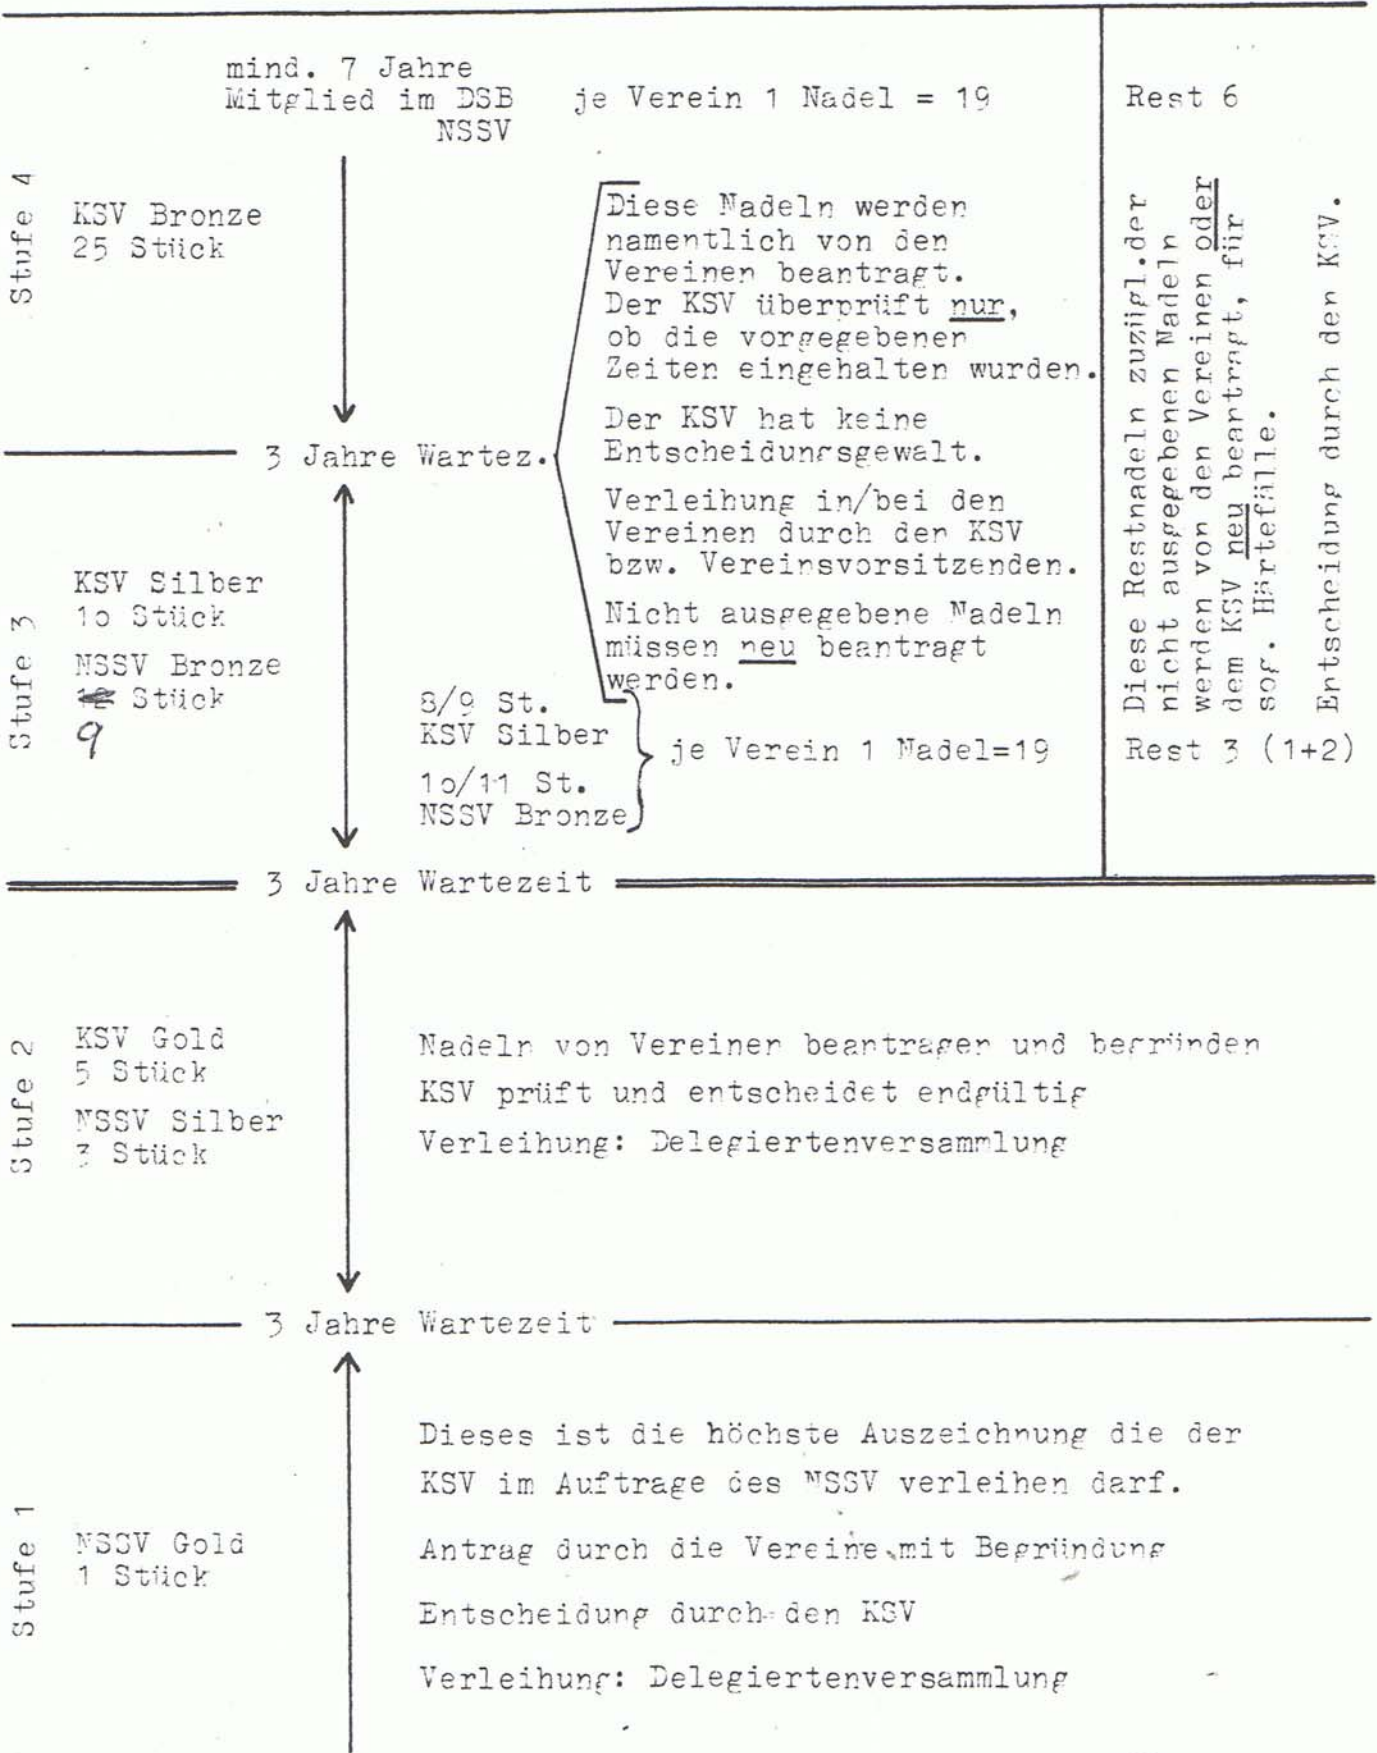 mind. 7 Jahre
Mitglied im DSB
NSSV
je Verein 1 Nadel = 19
Rest 6
Stufe 4
KSV Bronze
25 Stück
Diese Nadeln werden
namentlich von den
Vereinen beantragt.
Der KSV überprüft nur,
ob die vorgegebenen
Zeiten eingehalten wurden.
Der KSV hat keine
Entscheidungsgewalt.
Verleihung in/bei den
Vereinen durch den KSV
bzw. Vereinsvorsitzenden.
Nicht ausgegebene Nadeln
müssen neu beantragt
werden.
Diese Restnadeln zuzügl.der
nicht ausgegebenen Nadeln
werden von den Vereinen oder
dem KSV neu beantragt, für
sog. Härtefälle.
Entscheidung durch den KSV.
3 Jahre Wartez.
Stufe 3
KSV Silber
10 Stück
NSSV Bronze
Stück
9
8/9 St.
KSV Silber
10/11 St.
NSSV Bronze
je Verein 1 Nadel=19
Rest 3 (1+2)
3 Jahre Wartezeit
Stufe 2
KSV Gold
5 Stück
NSSV Silber
3 Stück
Nadeln von Vereinen beantragen und begründen
KSV prüft und entscheidet endgültig
Verleihung: Delegiertenversammlung
3 Jahre Wartezeit
Stufe 1
NSSV Gold
1 Stück
Dieses ist die höchste Auszeichnung die der
KSV im Auftrage des NSSV verleihen darf.
Antrag durch die Vereine mit Begründung
Entscheidung durch den KSV
Verleihung: Delegiertenversammlung